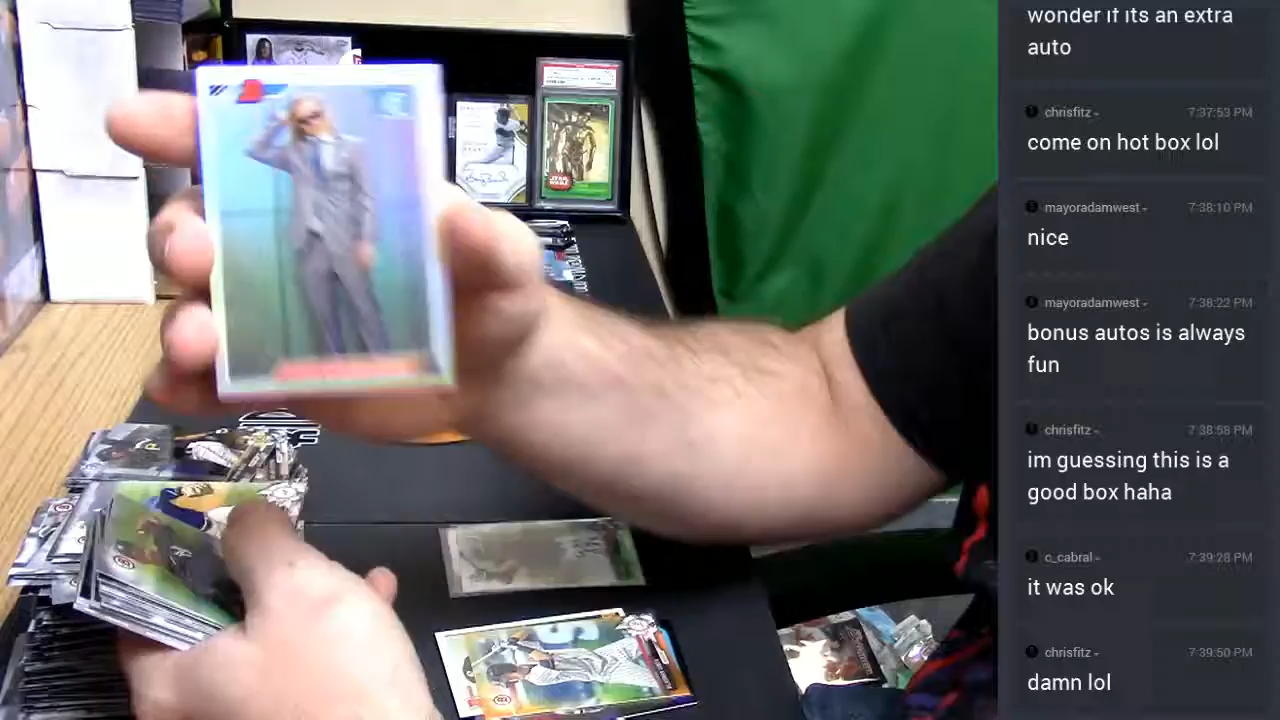 wonder if its an extra
auto
chrisfitz
7:37:53 PM
come on hot box lol
mayoradamwest
7:38:10 PM
nice
mayoradamwest
7:38:22 PM
bonus autos is always
fun
chrisfitz
7:38:58 PM
im guessing this is a
good box haha
c_cabral
7:39:28 PM
it was ok
chrisfitz
7:39:50 PM
damn lol
STAR
WARS